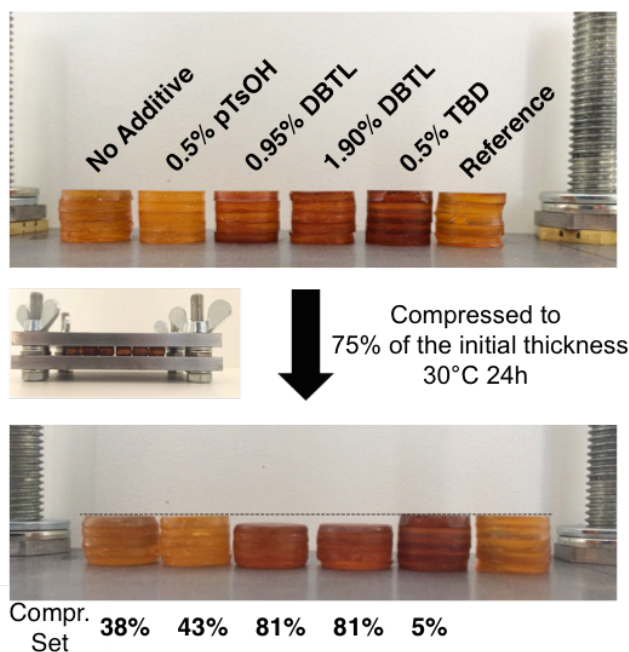 No Additive
0.5% pTsOH
0.95% DBTL
1.90% DBTL
0.5% TBD
Reference
Compressed to
75% of the initial thickness
30°C 24h
Compr.
Set
38% 43% 81% 81% 5%